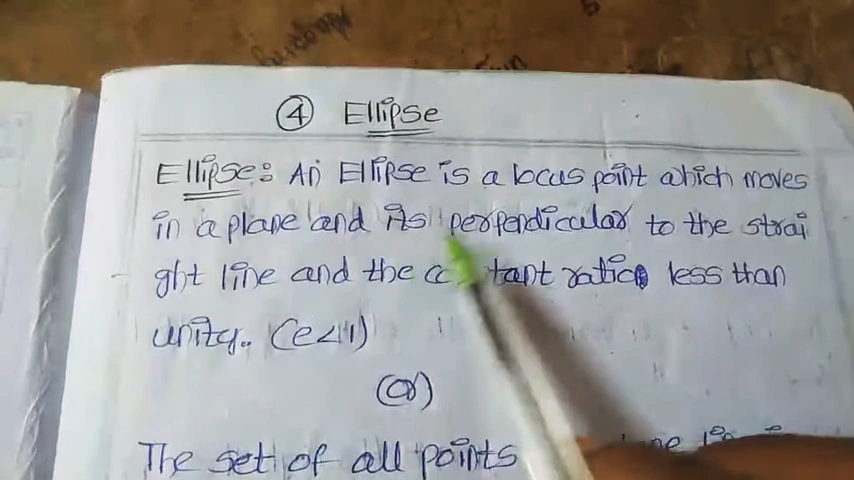 ④ Ellipse
Ellipse: An Ellipse is a locus point which moves
in a plane and its perpendicular to the strai
ght line and the constant ratio less than
unity. (e<1)
(or)
The set of all points